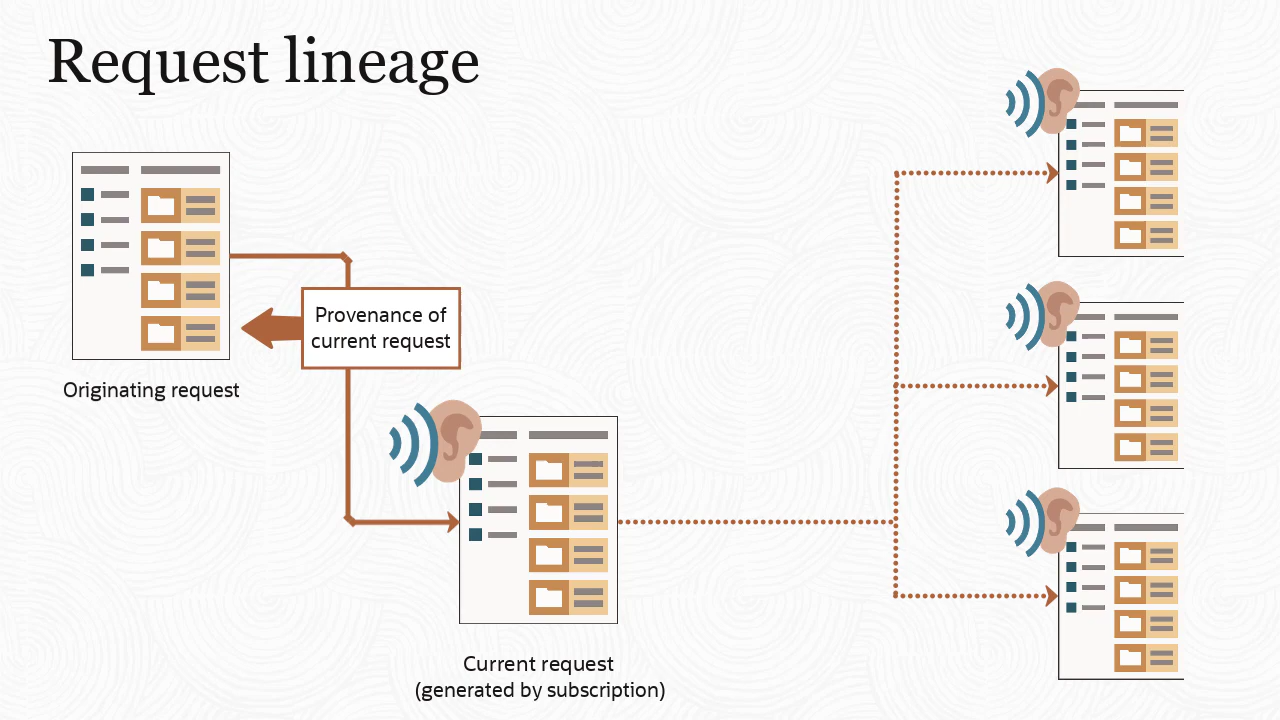 Request lineage
Provenance of
current request
Originating request
Current request
(generated by subscription)